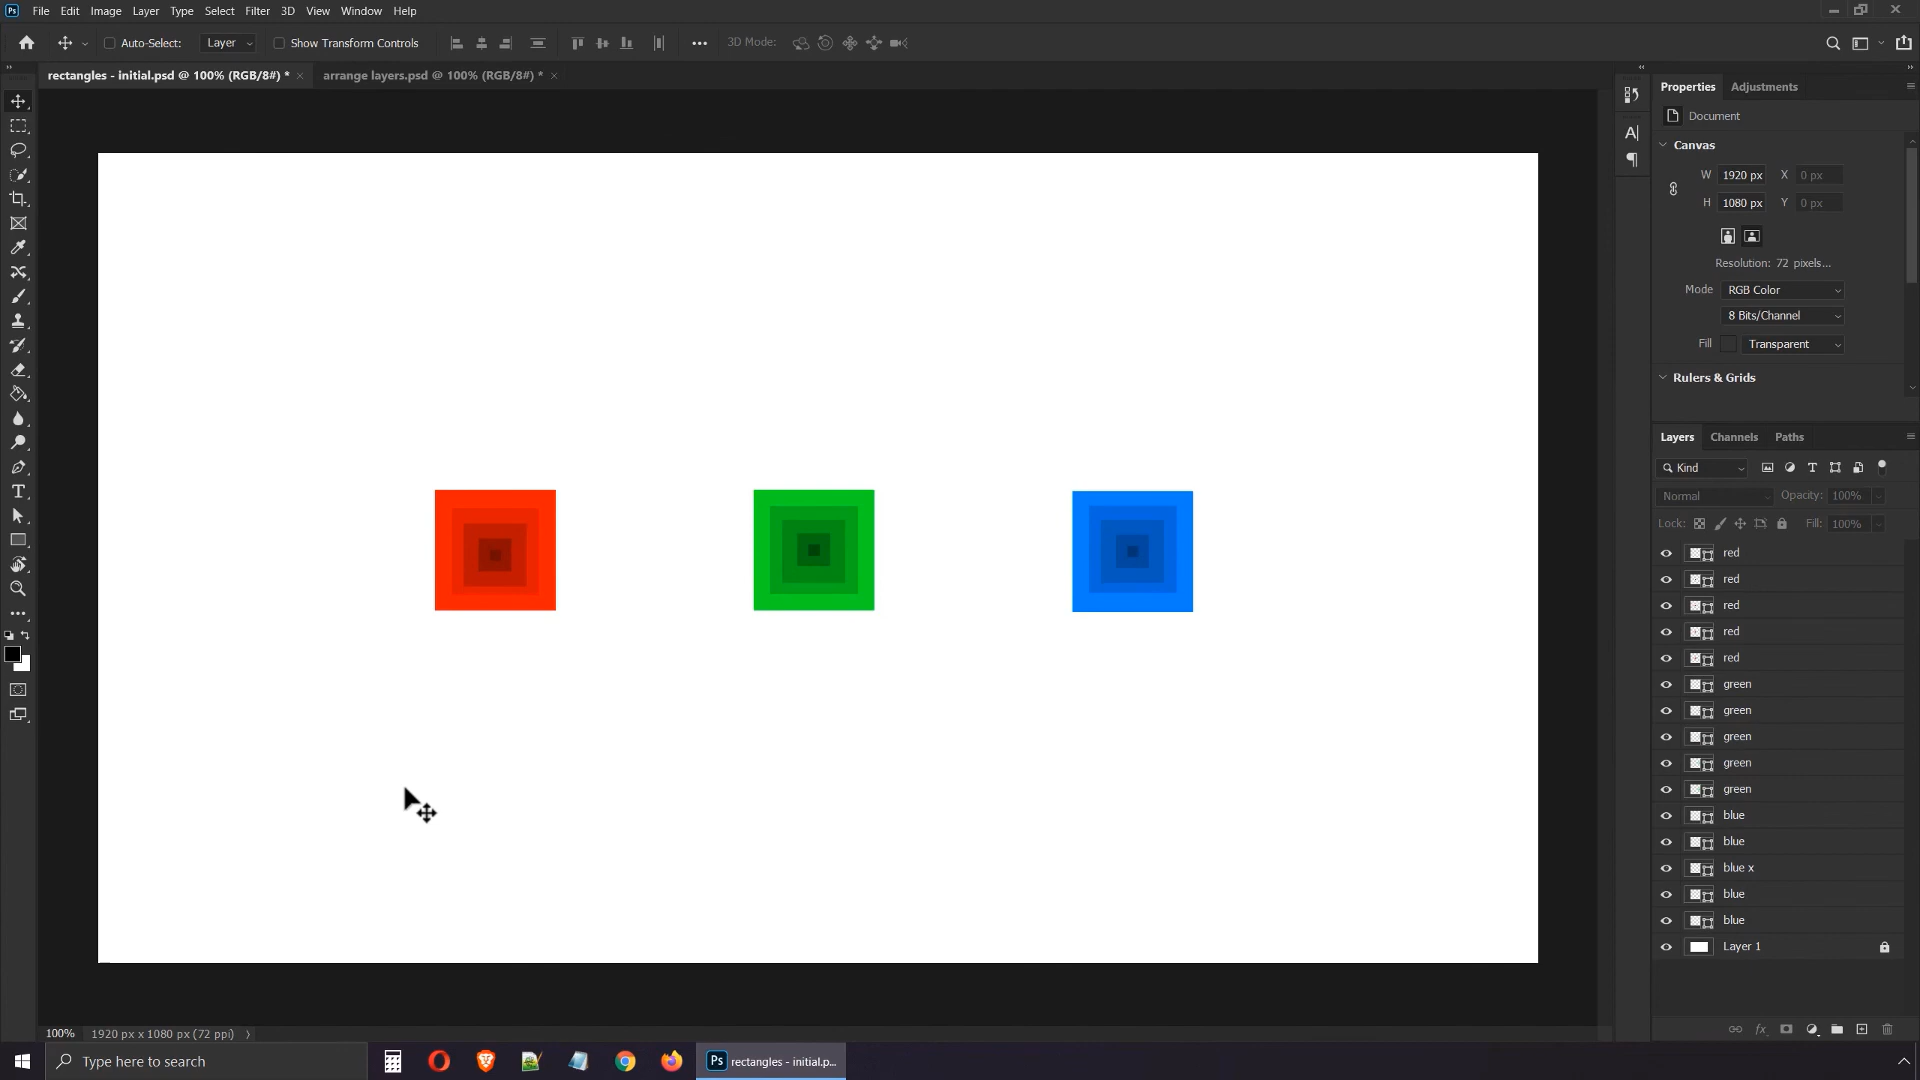 Ps File Edit Image Layer Type Select Filter 3D View Window Help
Auto-Select: Layer Show Transform Controls 3D Mode:
rectangles - initial.psd @ 100% (RGB/8#) * × arrange layers.psd @ 100% (RGB/8#) * ×
Properties Adjustments
Document
Canvas
W 1920 px X 0 px
H 1080 px Y 0 px
Resolution: 72 pixels...
Mode RGB Color
8 Bits/Channel
Fill Transparent
Rulers & Grids
Layers Channels Paths
Kind
Normal Opacity: 100%
Lock: Fill: 100%
red
red
red
red
red
green
green
green
green
green
blue
blue
blue x
blue
blue
Layer 1
100% 1920 px x 1080 px (72 ppi)
Type here to search
Ps rectangles - initial.p...